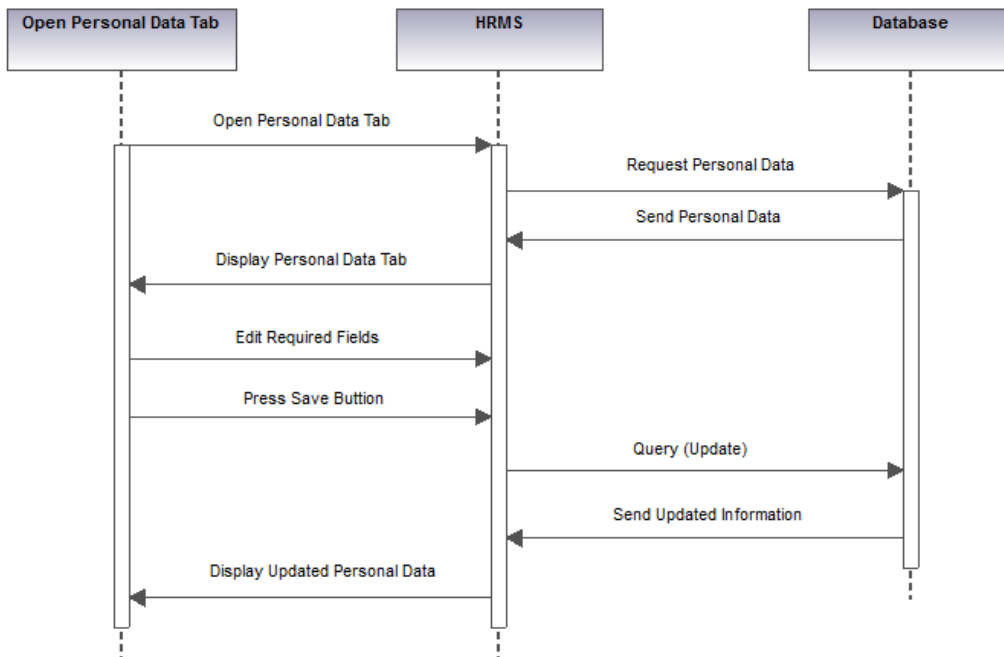 Open Personal Data Tab
HRMS
Database
Open Personal Data Tab
Request Personal Data
Send Personal Data
Display Personal Data Tab
Edit Required Fields
Press Save Buttion
Query (Update)
Send Updated Information
Display Updated Personal Data